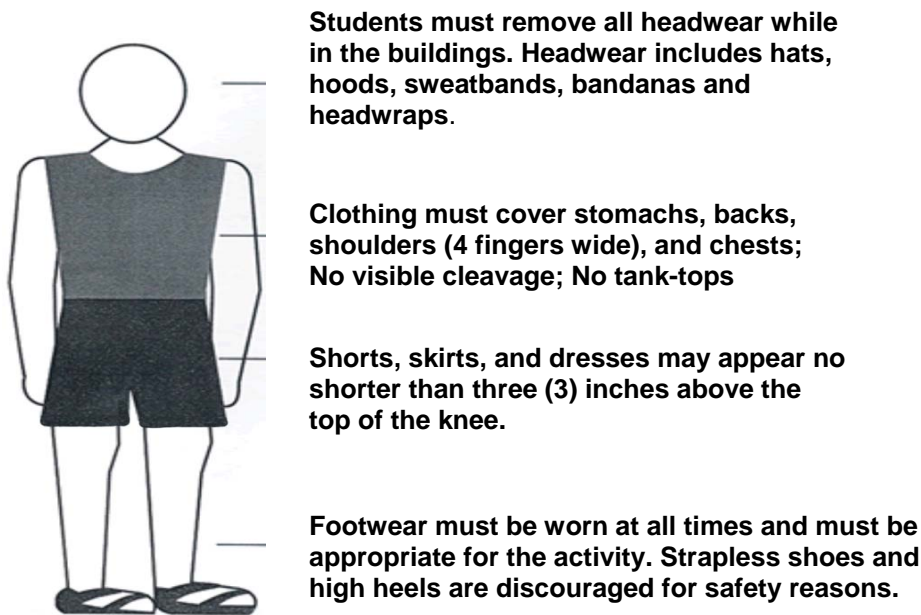 Students must remove all headwear while
in the buildings. Headwear includes hats,
hoods, sweatbands, bandanas and
headwraps.
Clothing must cover stomachs, backs,
shoulders (4 fingers wide), and chests;
No visible cleavage; No tank-tops
Shorts, skirts, and dresses may appear no
shorter than three (3) inches above the
top of the knee.
Footwear must be worn at all times and must be
appropriate for the activity. Strapless shoes and
high heels are discouraged for safety reasons.